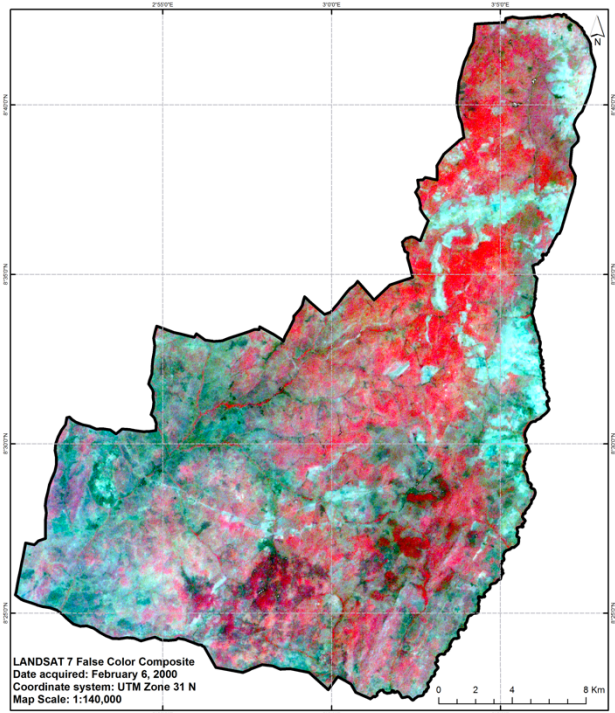 2°55'0"E 3°0'0"E 3°5'0"E
N
8°40'0"N
8°35'0"N
8°30'0"N
8°25'0"N
LANDSAT 7 False Color Composite
Date acquired: February 6, 2000
Coordinate system: UTM Zone 31 N
Map Scale: 1:140,000
0 2 4 8 Km